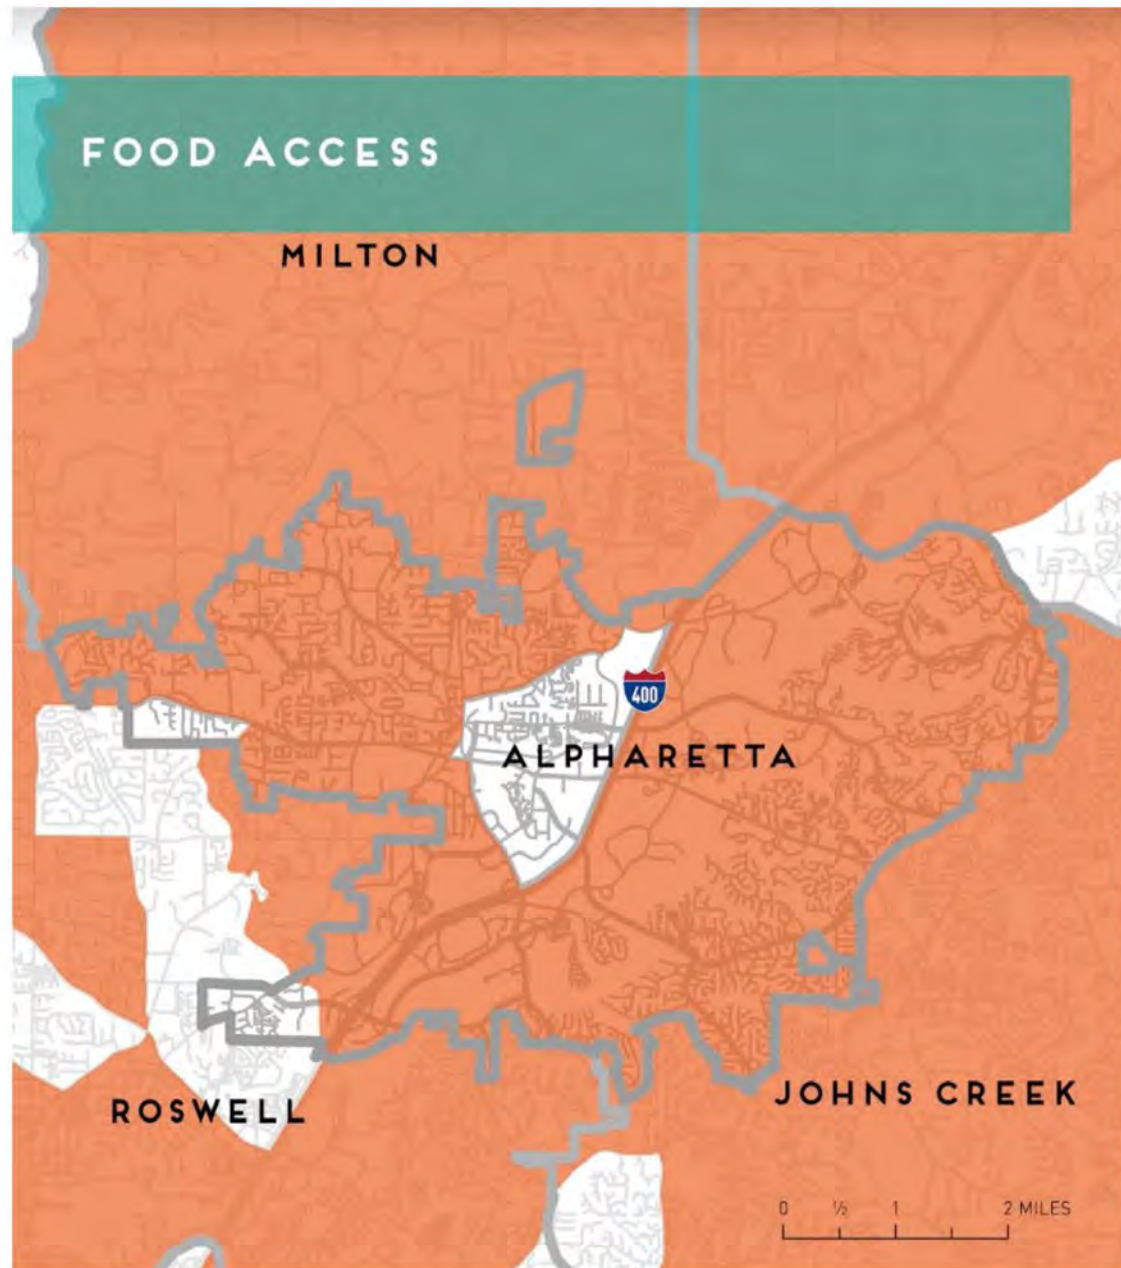 FOOD ACCESS
MILTON
400
ALPHARETTA
ROSWELL
JOHNS CREEK
0 ½ 1 2 MILES